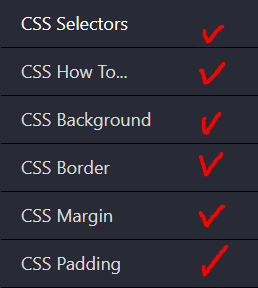 CSS Selectors
CSS How To...
CSS Background
CSS Border
CSS Margin
CSS Padding